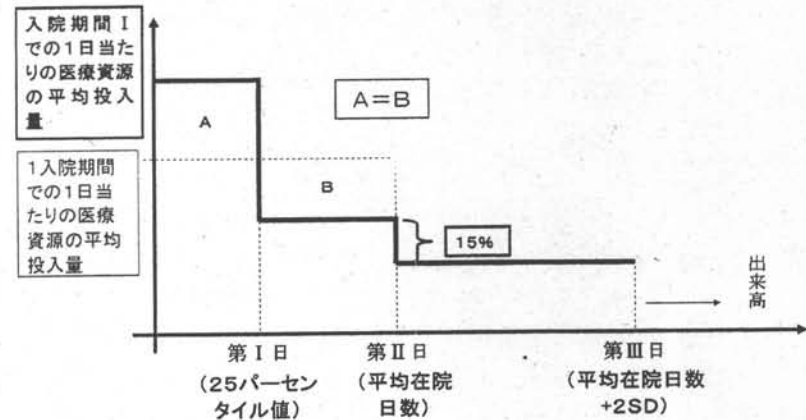 入院期間Ⅰ
での1日当た
りの医療資源
の平均投入
量
A
A=B
1入院期間
での1日当
たりの医療
資源の平均
投入量
B
15%
出来高
第Ⅰ日
(25パーセン
タイル値)
第Ⅱ日
(平均在院
日数)
第Ⅲ日
(平均在院日数
+2SD)